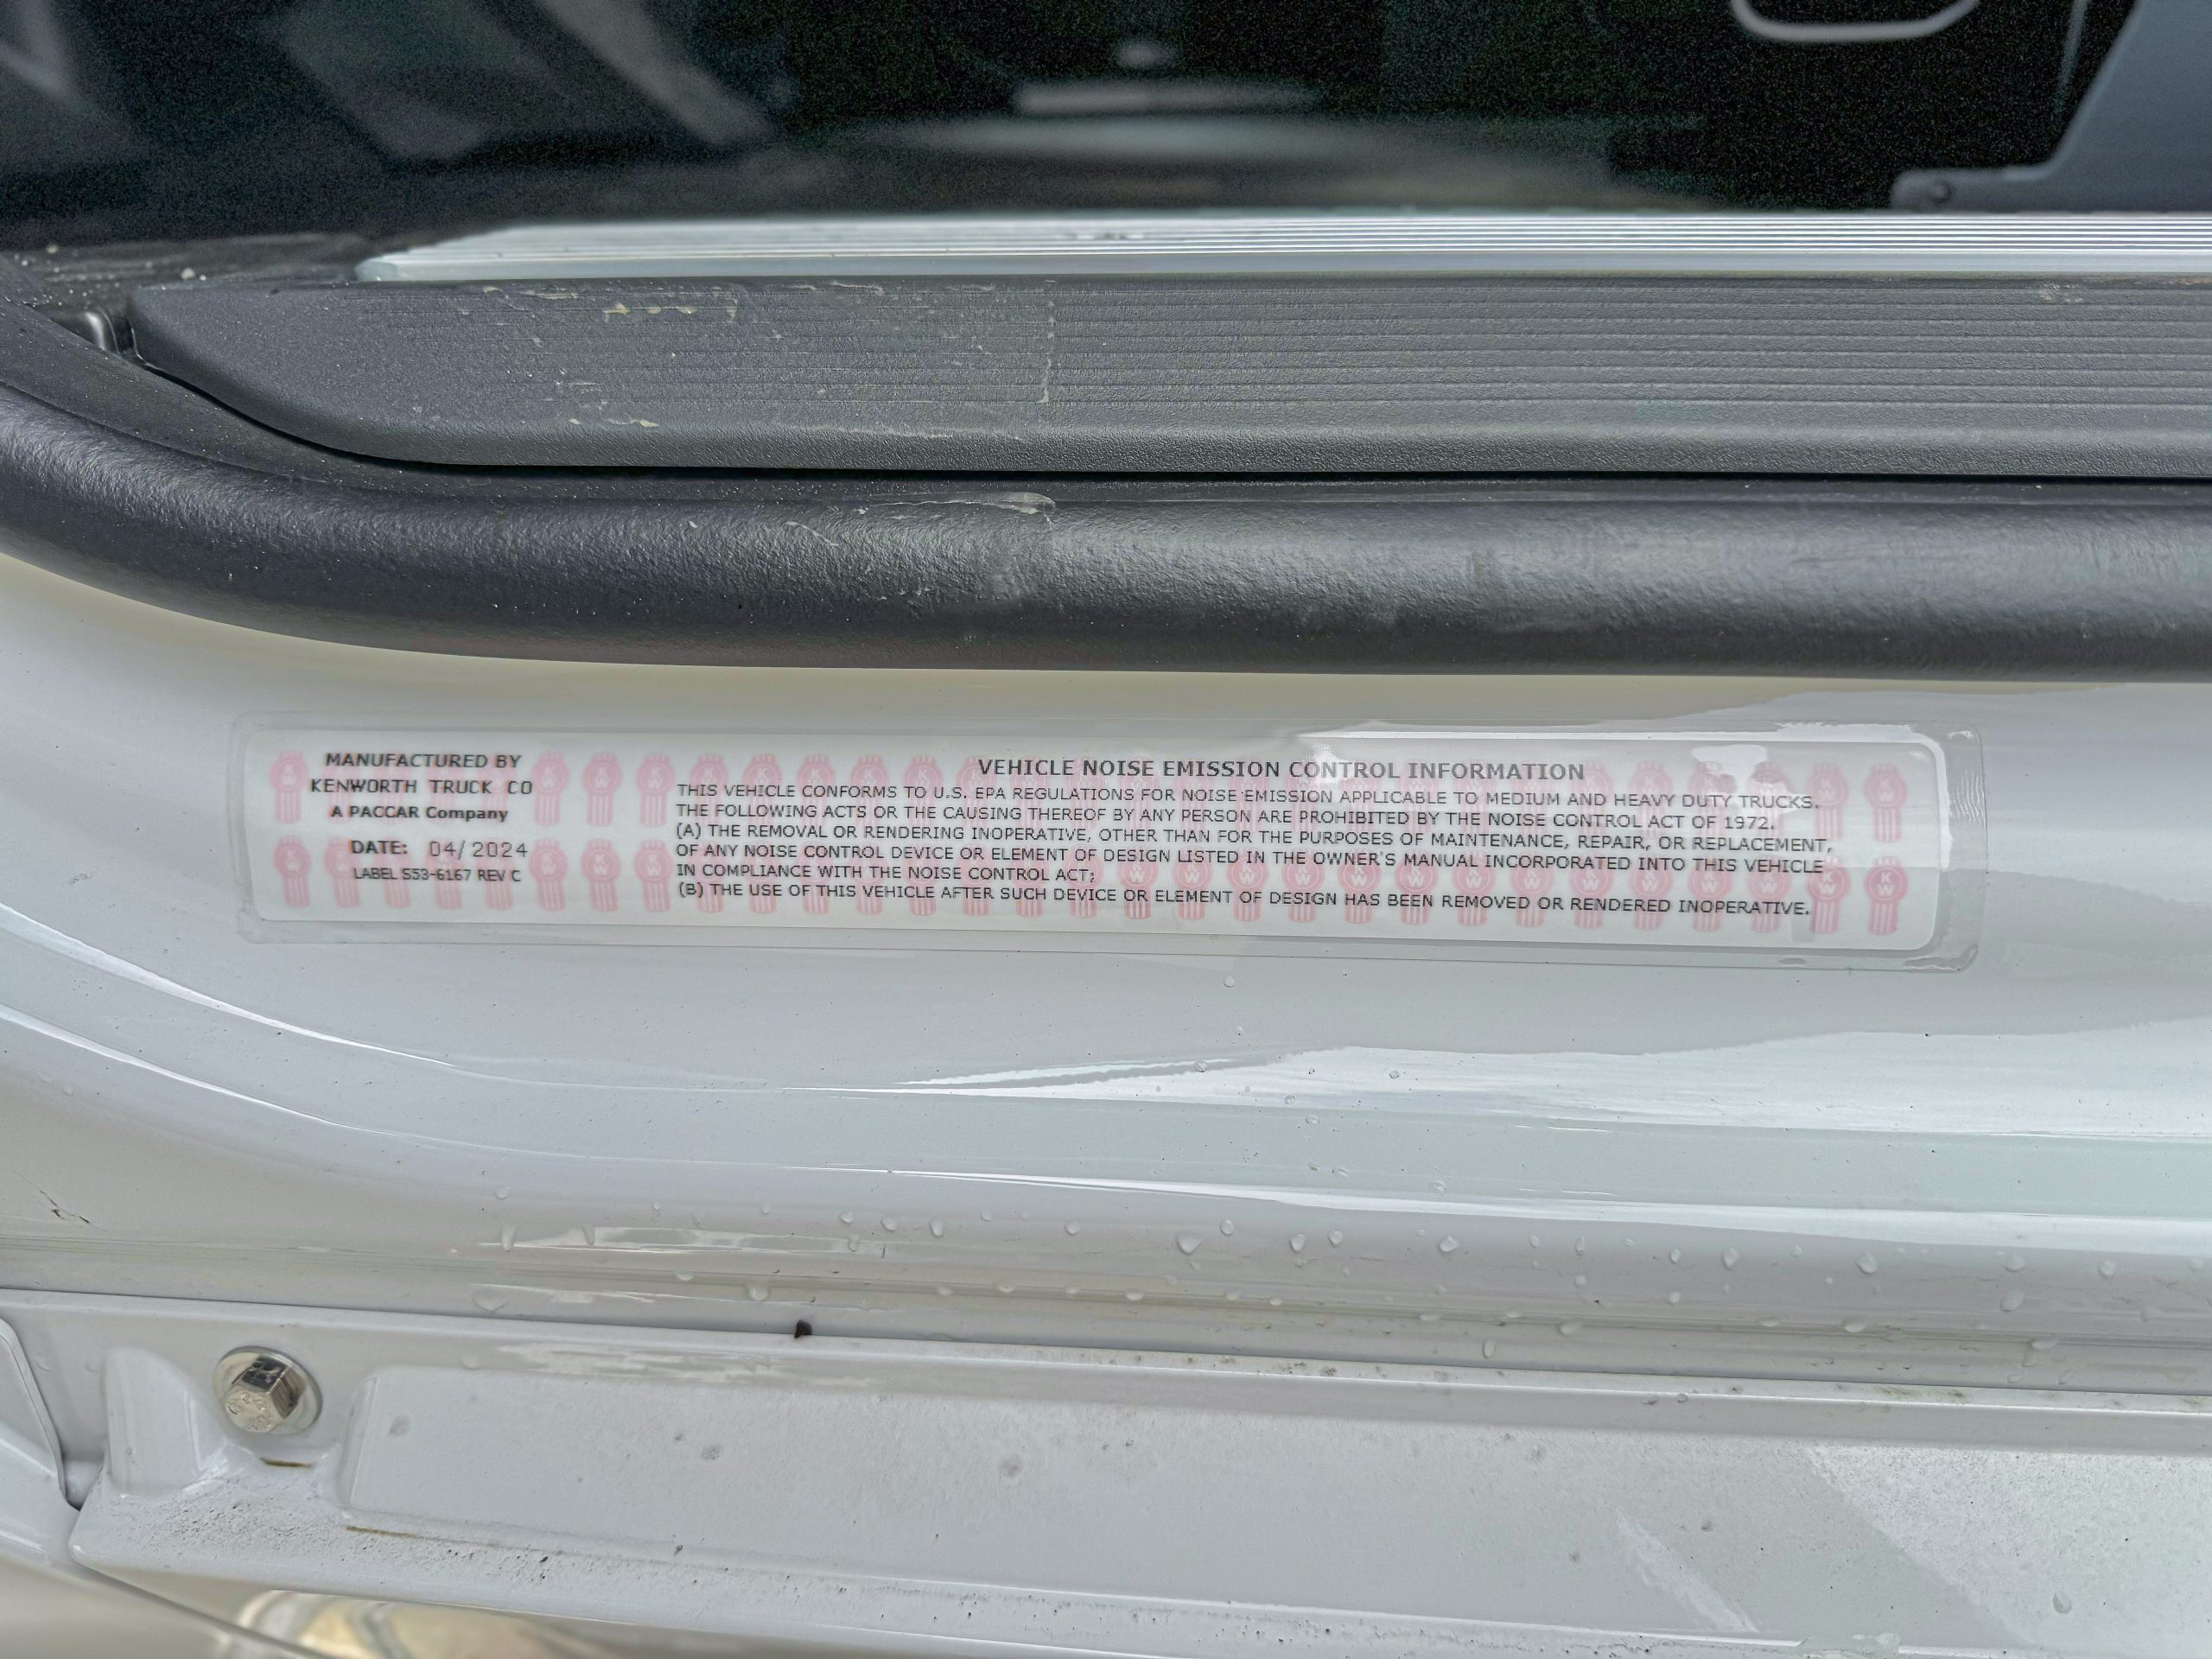 MANUFACTURED BY
KENWORTH TRUCK CO
A PACCAR Company
DATE: 04/2024
LABEL S53-6167 REV C
VEHICLE NOISE EMISSION CONTROL INFORMATION
THIS VEHICLE CONFORMS TO U.S. EPA REGULATIONS FOR NOISE EMISSION APPLICABLE TO MEDIUM AND HEAVY DUTY TRUCKS.
THE FOLLOWING ACTS OR THE CAUSING THEREOF BY ANY PERSON ARE PROHIBITED BY THE NOISE CONTROL ACT OF 1972.
(A) THE REMOVAL OR RENDERING INOPERATIVE, OTHER THAN FOR THE PURPOSES OF MAINTENANCE, REPAIR, OR REPLACEMENT,
OF ANY NOISE CONTROL DEVICE OR ELEMENT OF DESIGN LISTED IN THE OWNER'S MANUAL INCORPORATED INTO THIS VEHICLE
IN COMPLIANCE WITH THE NOISE CONTROL ACT;
(B) THE USE OF THIS VEHICLE AFTER SUCH DEVICE OR ELEMENT OF DESIGN HAS BEEN REMOVED OR RENDERED INOPERATIVE.